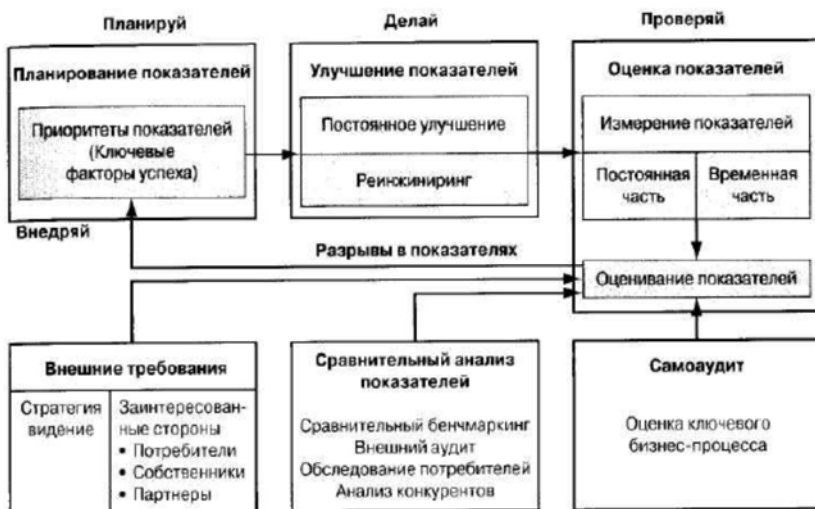 Планируй
Делай
Проверяй
Планирование показателей
Приоритеты показателей
(Ключевые
факторы успеха)
Улучшение показателей
Постоянное улучшение
Реинжиниринг
Оценка показателей
Измерение показателей
Постоянная
часть
Временная
часть
Внедряй
Разрывы в показателях
Оценивание показателей
Внешние требования
Стратегия
видение
Заинтересован-
ные стороны
• Потребители
• Собственники
• Партнеры
Сравнительный анализ
показателей
Сравнительный бенчмаркинг
Внешний аудит
Обследование потребителей
Анализ конкурентов
Самоаудит
Оценка ключевого
бизнес-процесса